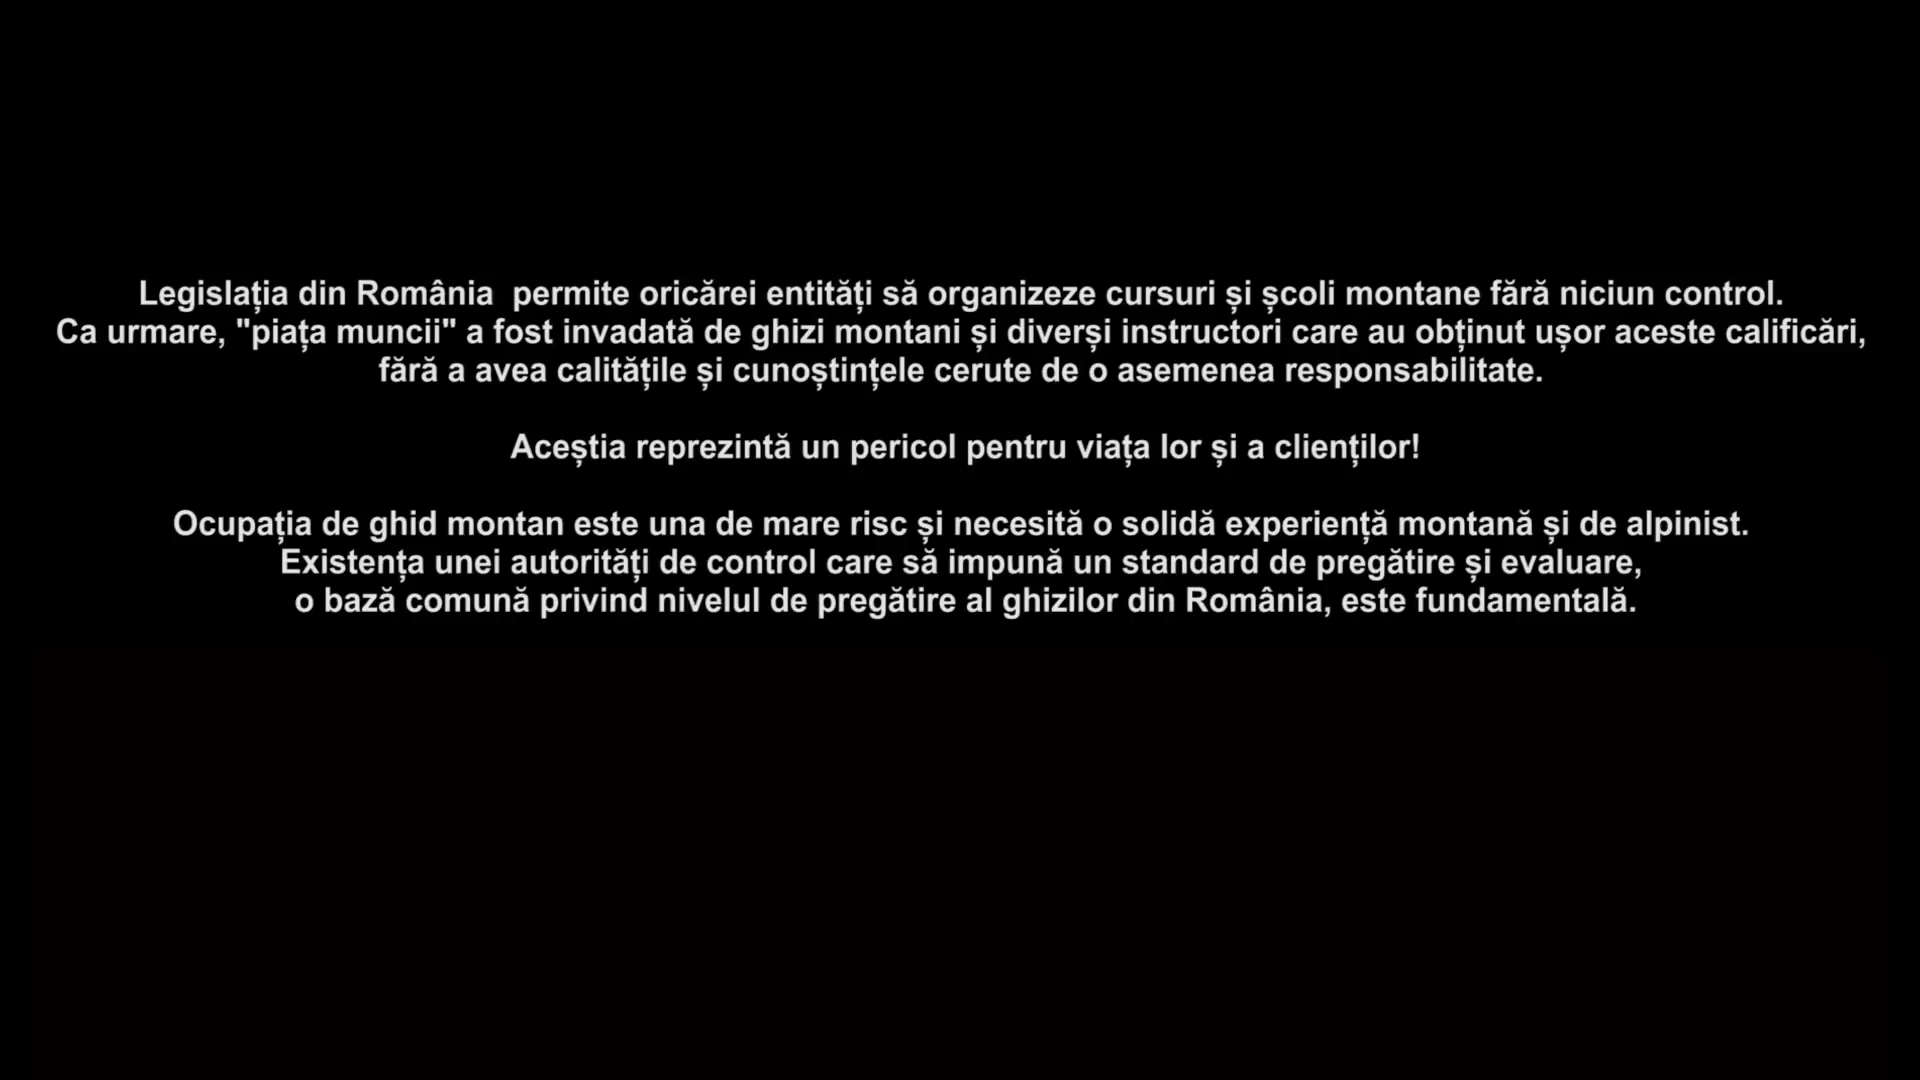 Legislația din România  permite oricărei entități să organizeze cursuri și școli montane fără niciun control.
Ca urmare, "piața muncii" a fost invadată de ghizi montani și diverși instructori care au obținut ușor aceste calificări,
fără a avea calitățile și cunoștințele cerute de o asemenea responsabilitate.
Aceștia reprezintă un pericol pentru viața lor și a clienților!
Ocupația de ghid montan este una de mare risc și necesită o solidă experiență montană și de alpinist.
Existența unei autorități de control care să impună un standard de pregătire și evaluare,
o bază comună privind nivelul de pregătire al ghizilor din România, este fundamentală.